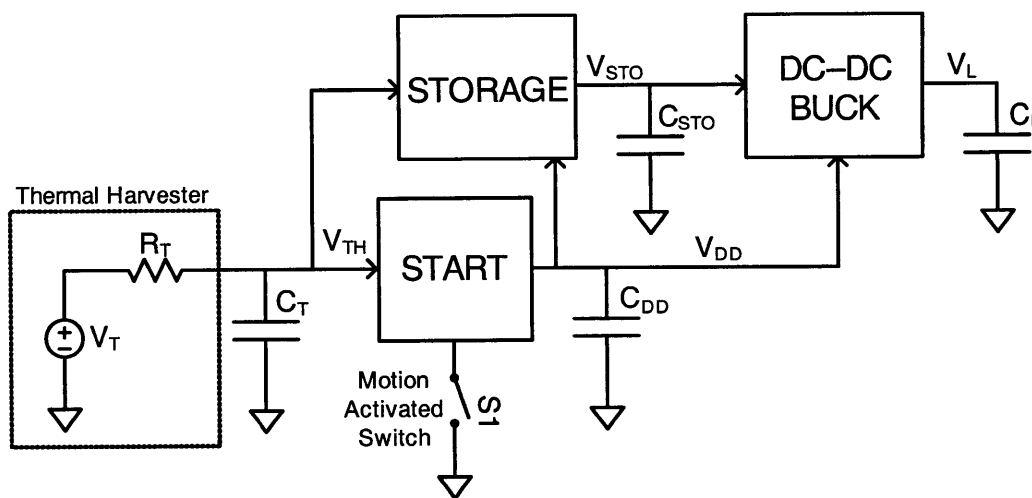 STORAGE
V_STO
C_STO
DC–DC
BUCK
V_L
Thermal Harvester
R_T
V_T
C_T
V_TH
START
V_DD
C_DD
Motion
Activated
Switch
S1